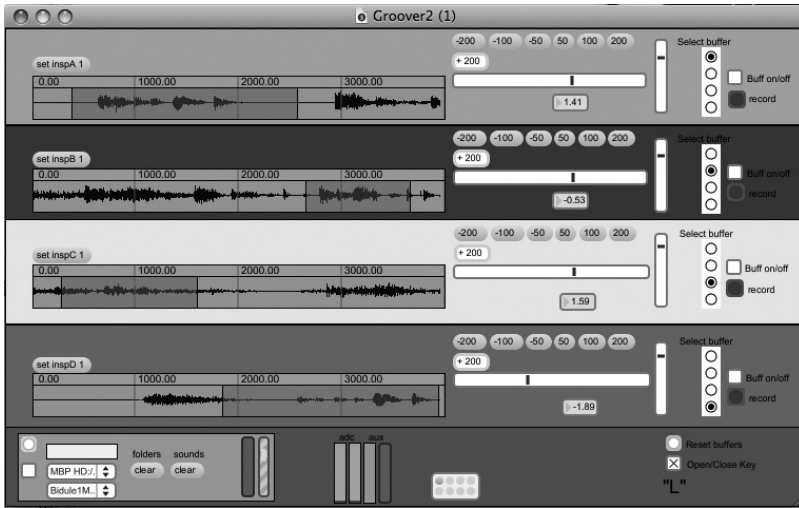 Groover2 (1)
-200 -100 -50 50 100 200 Select buffer
set inspA 1 + 200
0.00 1000.00 2000.00 3000.00 Buff on/off
1.41 record
-200 -100 -50 50 100 200 Select buffer
set inspB 1 + 200
0.00 1000.00 2000.00 3000.00 Buff on/off
-0.53 record
-200 -100 -50 50 100 200 Select buffer
set inspC 1 + 200
0.00 1000.00 2000.00 3000.00 Buff on/off
1.59 record
-200 -100 -50 50 100 200 Select buffer
set inspD 1 + 200
0.00 1000.00 2000.00 3000.00 Buff on/off
-1.89 record
adc aux
folders sounds Reset buffers
MBP HD:/. clear clear Open/Close Key
Bidule1M.. "L"